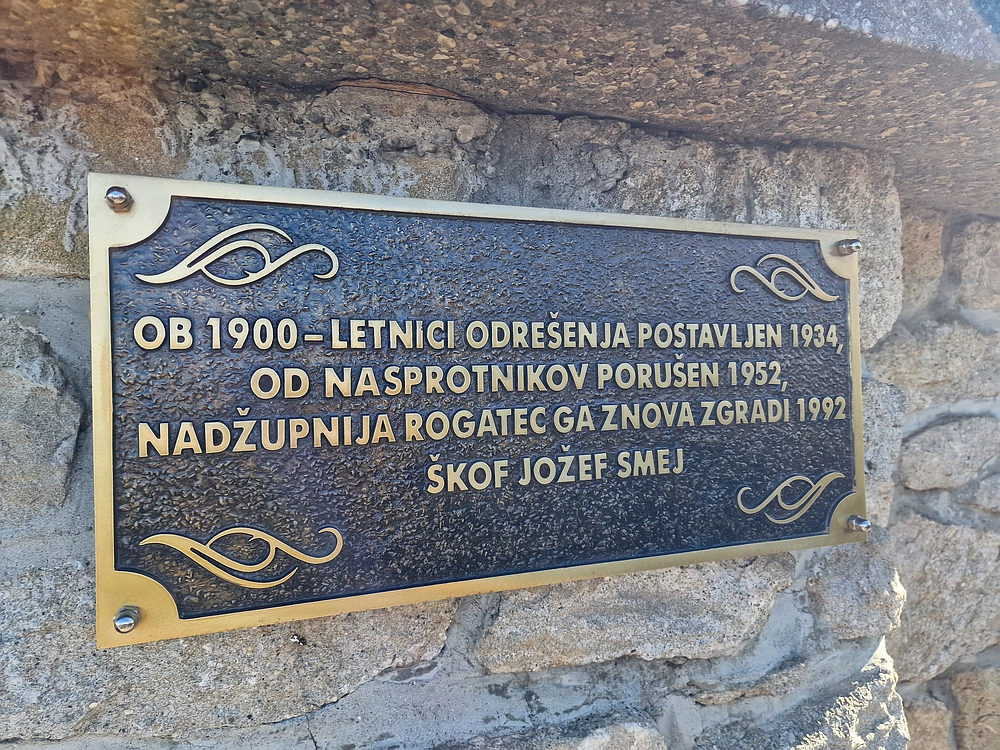 OB 1900–LETNICI ODREŠENJA POSTAVLJEN 1934,
OD NASPROTNIKOV PORUŠEN 1952,
NADŽUPNIJA ROGATEC GA ZNOVA ZGRADI 1992
ŠKOF JOŽEF SMEJ